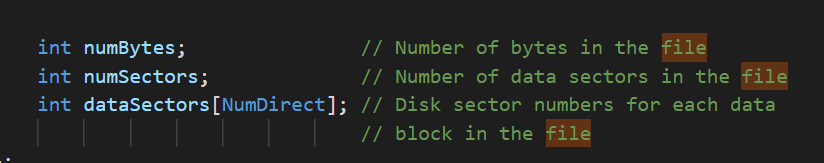 int numBytes; // Number of bytes in the file
int numSectors; // Number of data sectors in the file
int dataSectors[NumDirect]; // Disk sector numbers for each data
// block in the file